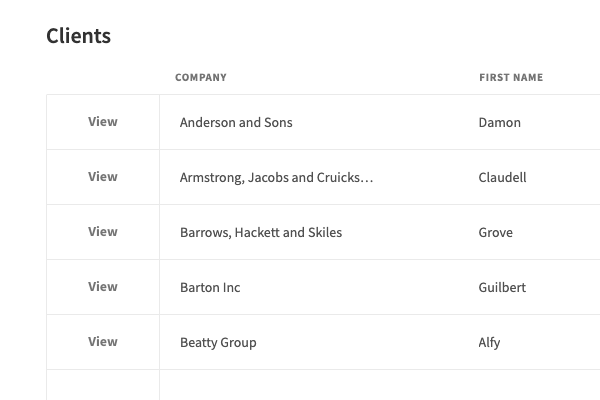 Clients
COMPANY FIRST NAME
View Anderson and Sons Damon
View Armstrong, Jacobs and Cruicks… Claudell
View Barrows, Hackett and Skiles Grove
View Barton Inc Guilbert
View Beatty Group Alfy